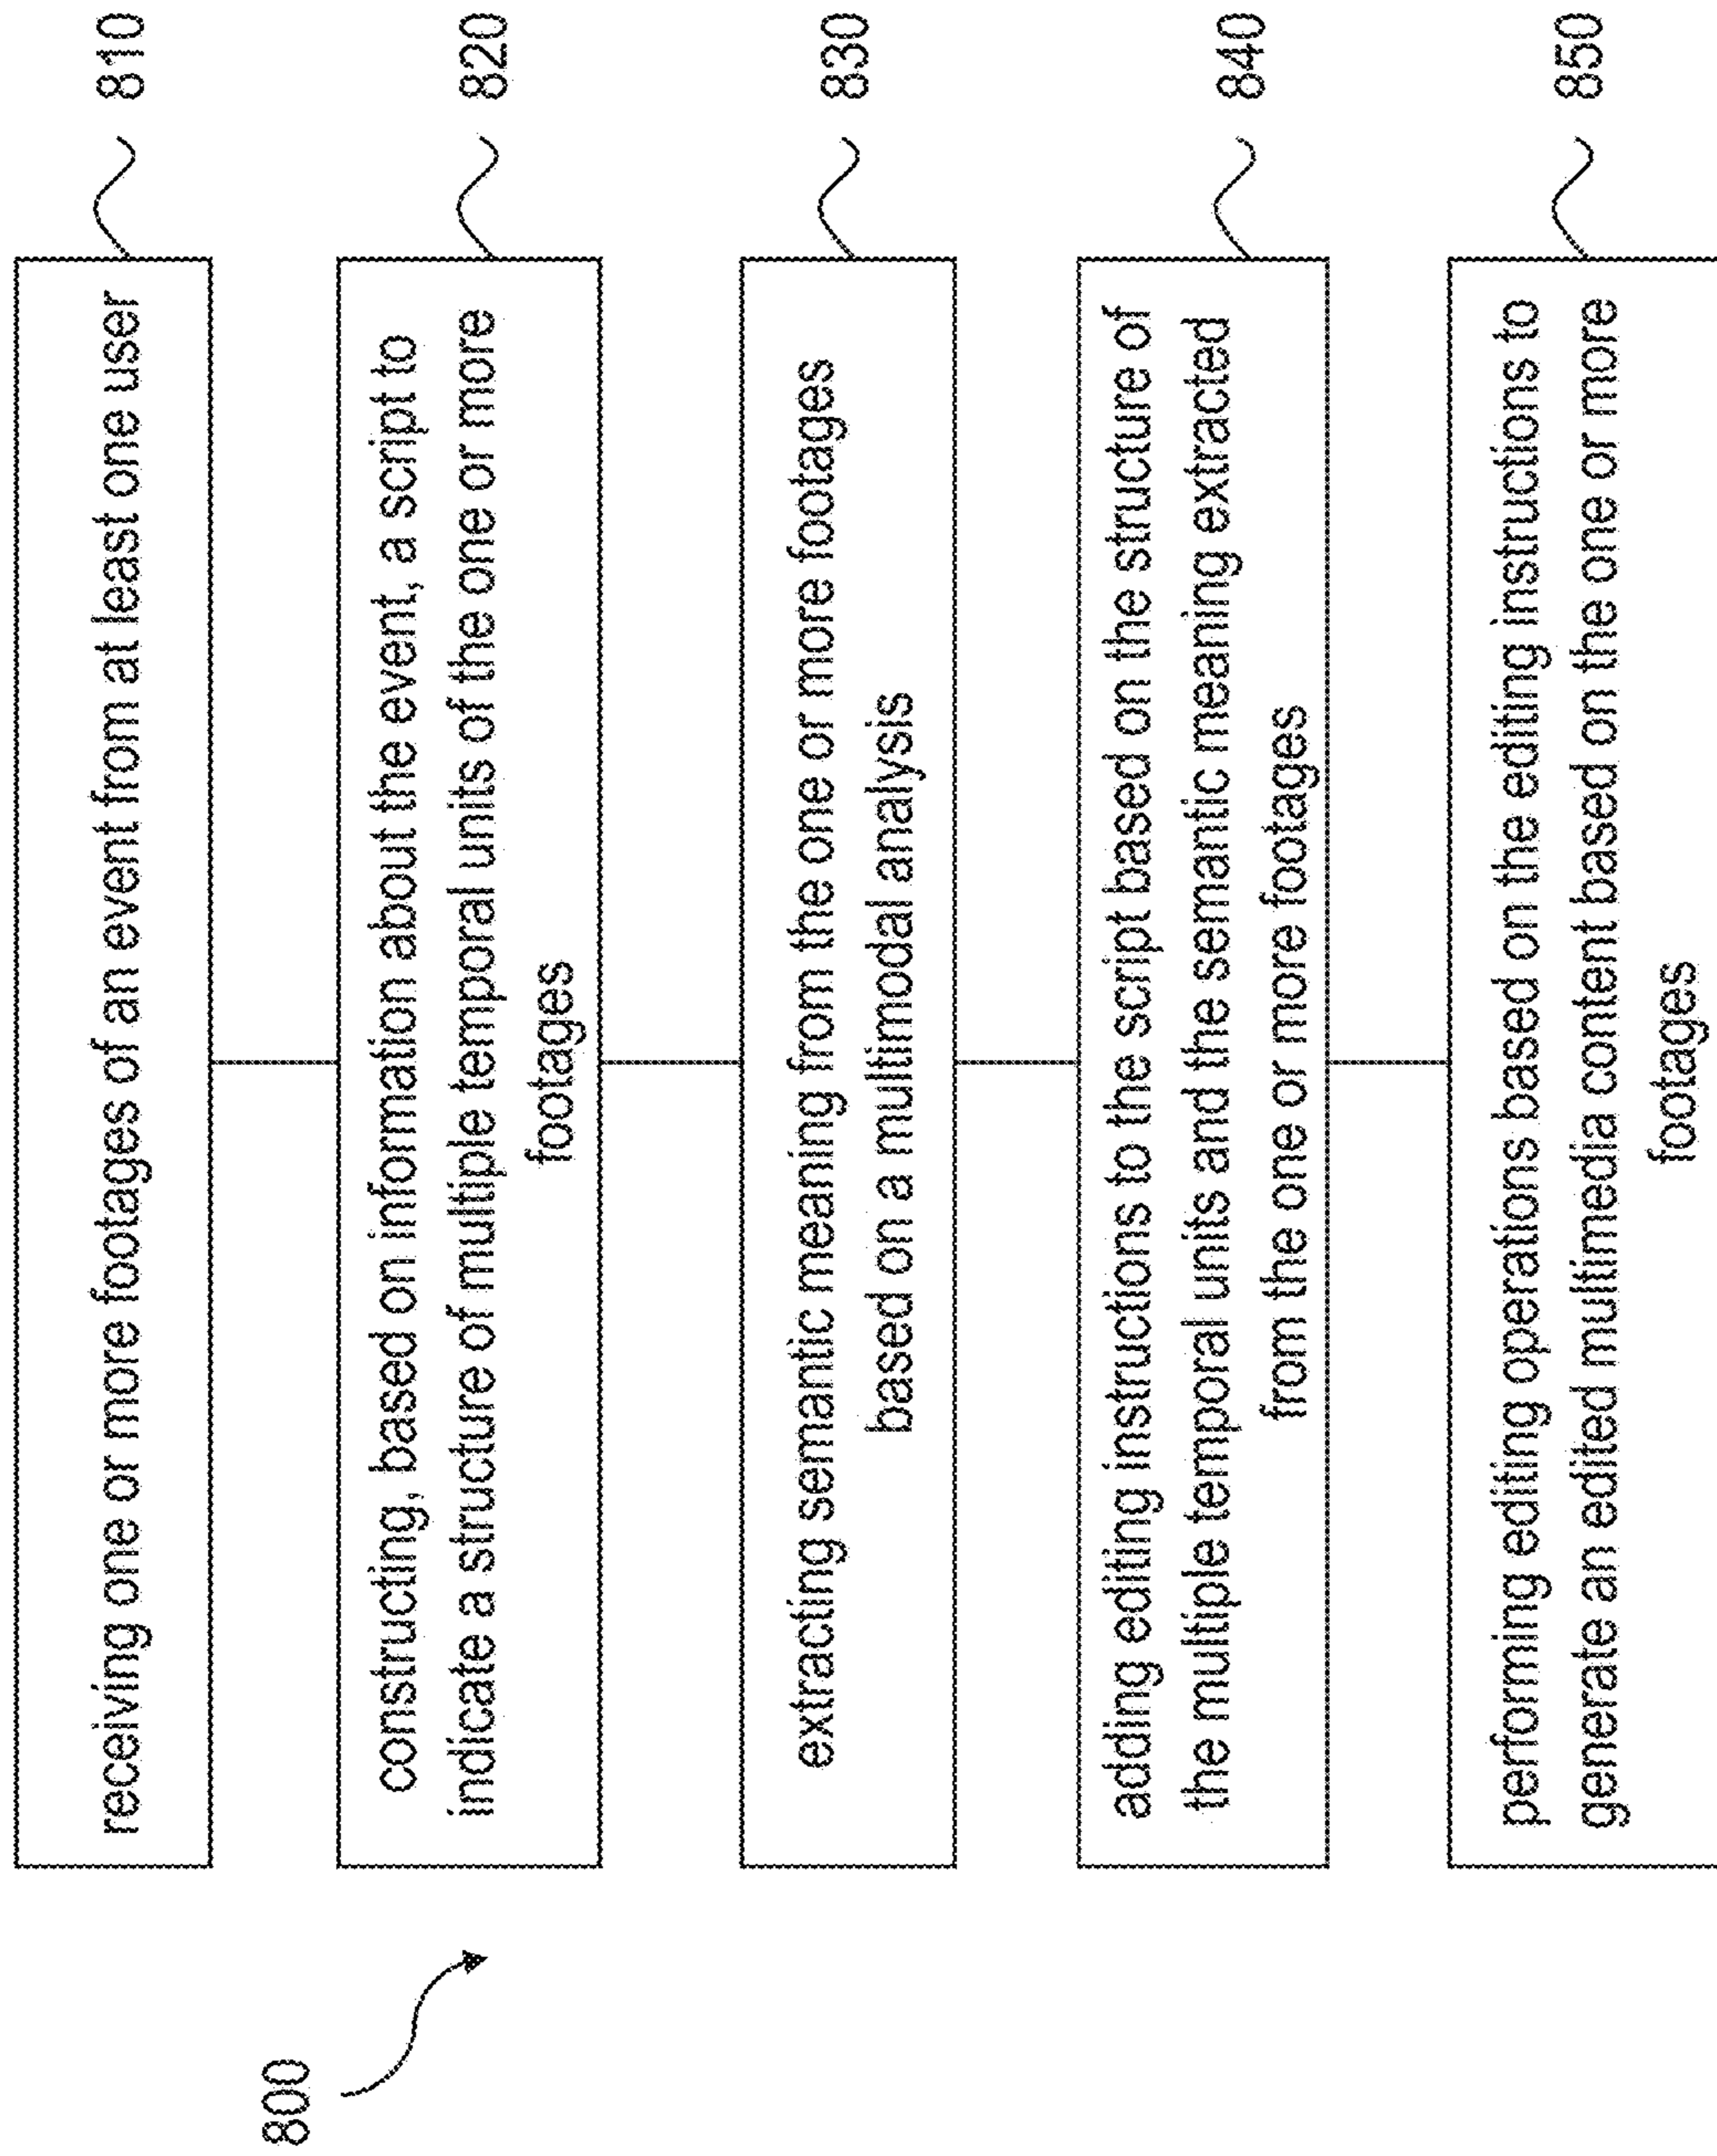 800
receiving one or more footages of an event from at least one user
810
constructing, based on information about the event, a script to
indicate a structure of multiple temporal units of the one or more
footages
820
extracting semantic meaning from the one or more footages
based on a multimodal analysis
830
adding editing instructions to the script based on the structure of
the multiple temporal units and the semantic meaning extracted
from the one or more footages
840
performing editing operations based on the editing instructions to
generate an edited multimedia content based on the one or more
footages
850